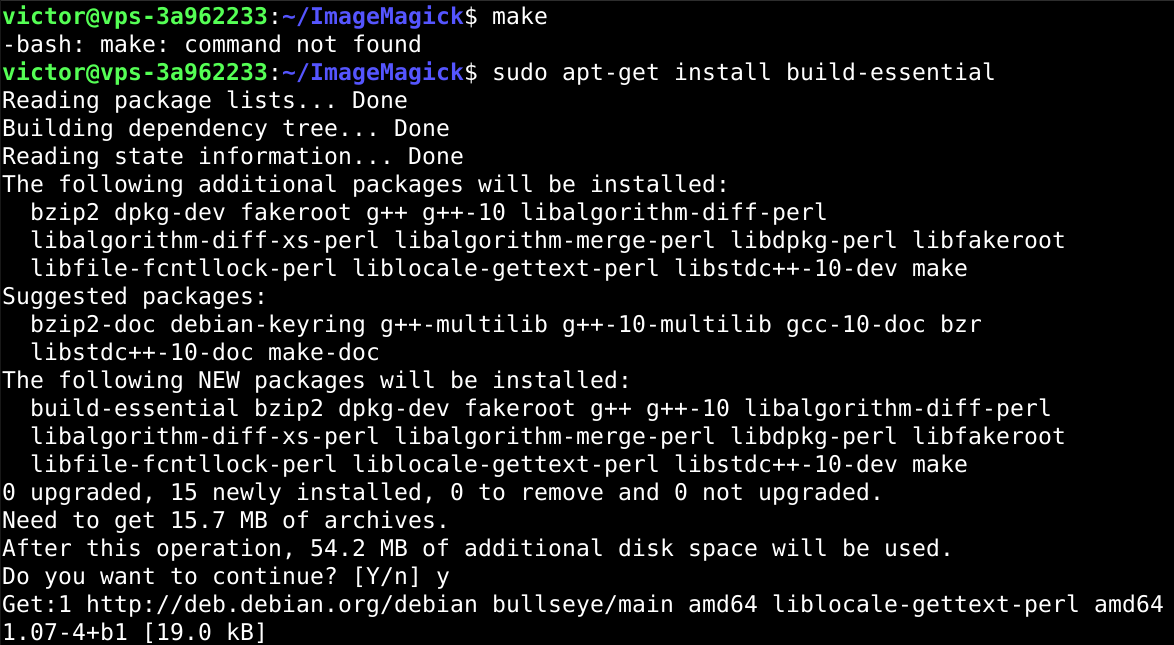 victor@vps-3a962233:~/ImageMagick$ make
-bash: make: command not found
victor@vps-3a962233:~/ImageMagick$ sudo apt-get install build-essential
Reading package lists... Done
Building dependency tree... Done
Reading state information... Done
The following additional packages will be installed:
  bzip2 dpkg-dev fakeroot g++ g++-10 libalgorithm-diff-perl
  libalgorithm-diff-xs-perl libalgorithm-merge-perl libdpkg-perl libfakeroot
  libfile-fcntllock-perl liblocale-gettext-perl libstdc++-10-dev make
Suggested packages:
  bzip2-doc debian-keyring g++-multilib g++-10-multilib gcc-10-doc bzr
  libstdc++-10-doc make-doc
The following NEW packages will be installed:
  build-essential bzip2 dpkg-dev fakeroot g++ g++-10 libalgorithm-diff-perl
  libalgorithm-diff-xs-perl libalgorithm-merge-perl libdpkg-perl libfakeroot
  libfile-fcntllock-perl liblocale-gettext-perl libstdc++-10-dev make
0 upgraded, 15 newly installed, 0 to remove and 0 not upgraded.
Need to get 15.7 MB of archives.
After this operation, 54.2 MB of additional disk space will be used.
Do you want to continue? [Y/n] y
Get:1 http://deb.debian.org/debian bullseye/main amd64 liblocale-gettext-perl amd64
1.07-4+b1 [19.0 kB]